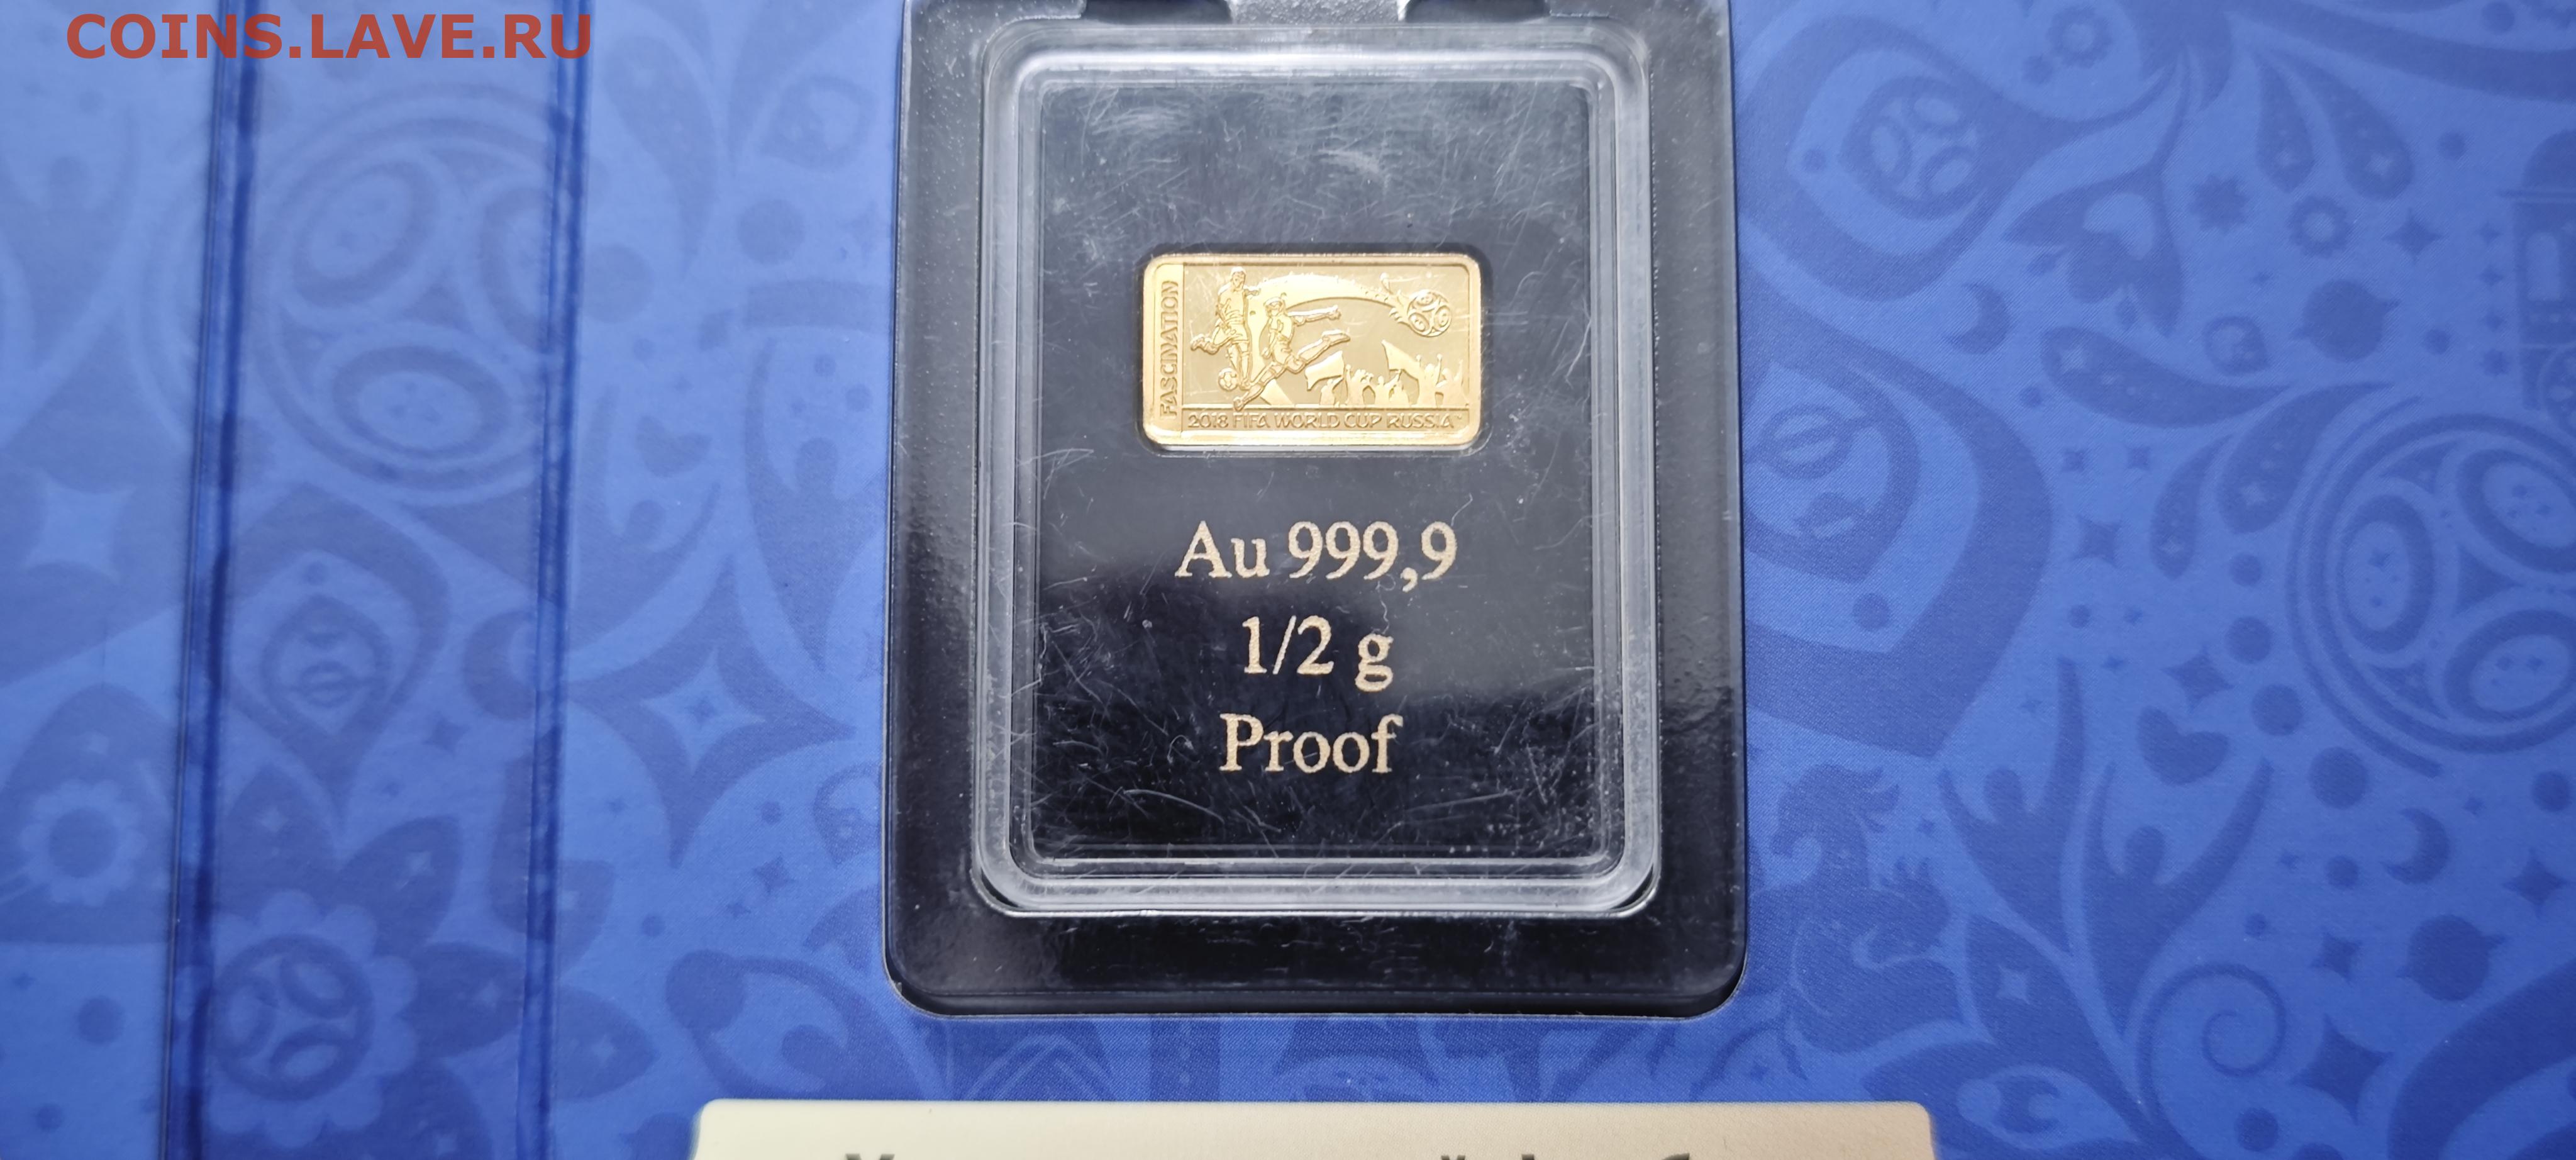 COINS.LAVE.RU
FASCINATION
2018 FIFA WORLD CUP RUSSIA
Au 999,9
1/2 g
Proof